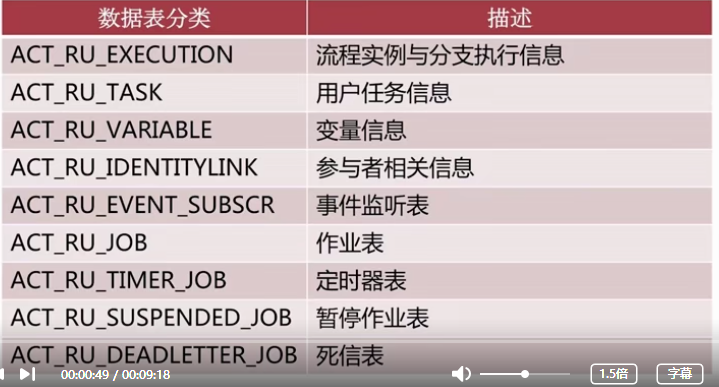 数据表分类 描述
ACT_RU_EXECUTION 流程实例与分支执行信息
ACT_RU_TASK 用户任务信息
ACT_RU_VARIABLE 变量信息
ACT_RU_IDENTITYLINK 参与者相关信息
ACT_RU_EVENT_SUBSCR 事件监听表
ACT_RU_JOB 作业表
ACT_RU_TIMER_JOB 定时器表
ACT_RU_SUSPENDED_JOB 暂停作业表
ACT_RU_DEADLETTER_JOB 死信表
00:00:49 / 00:09:18 1.5倍 字幕